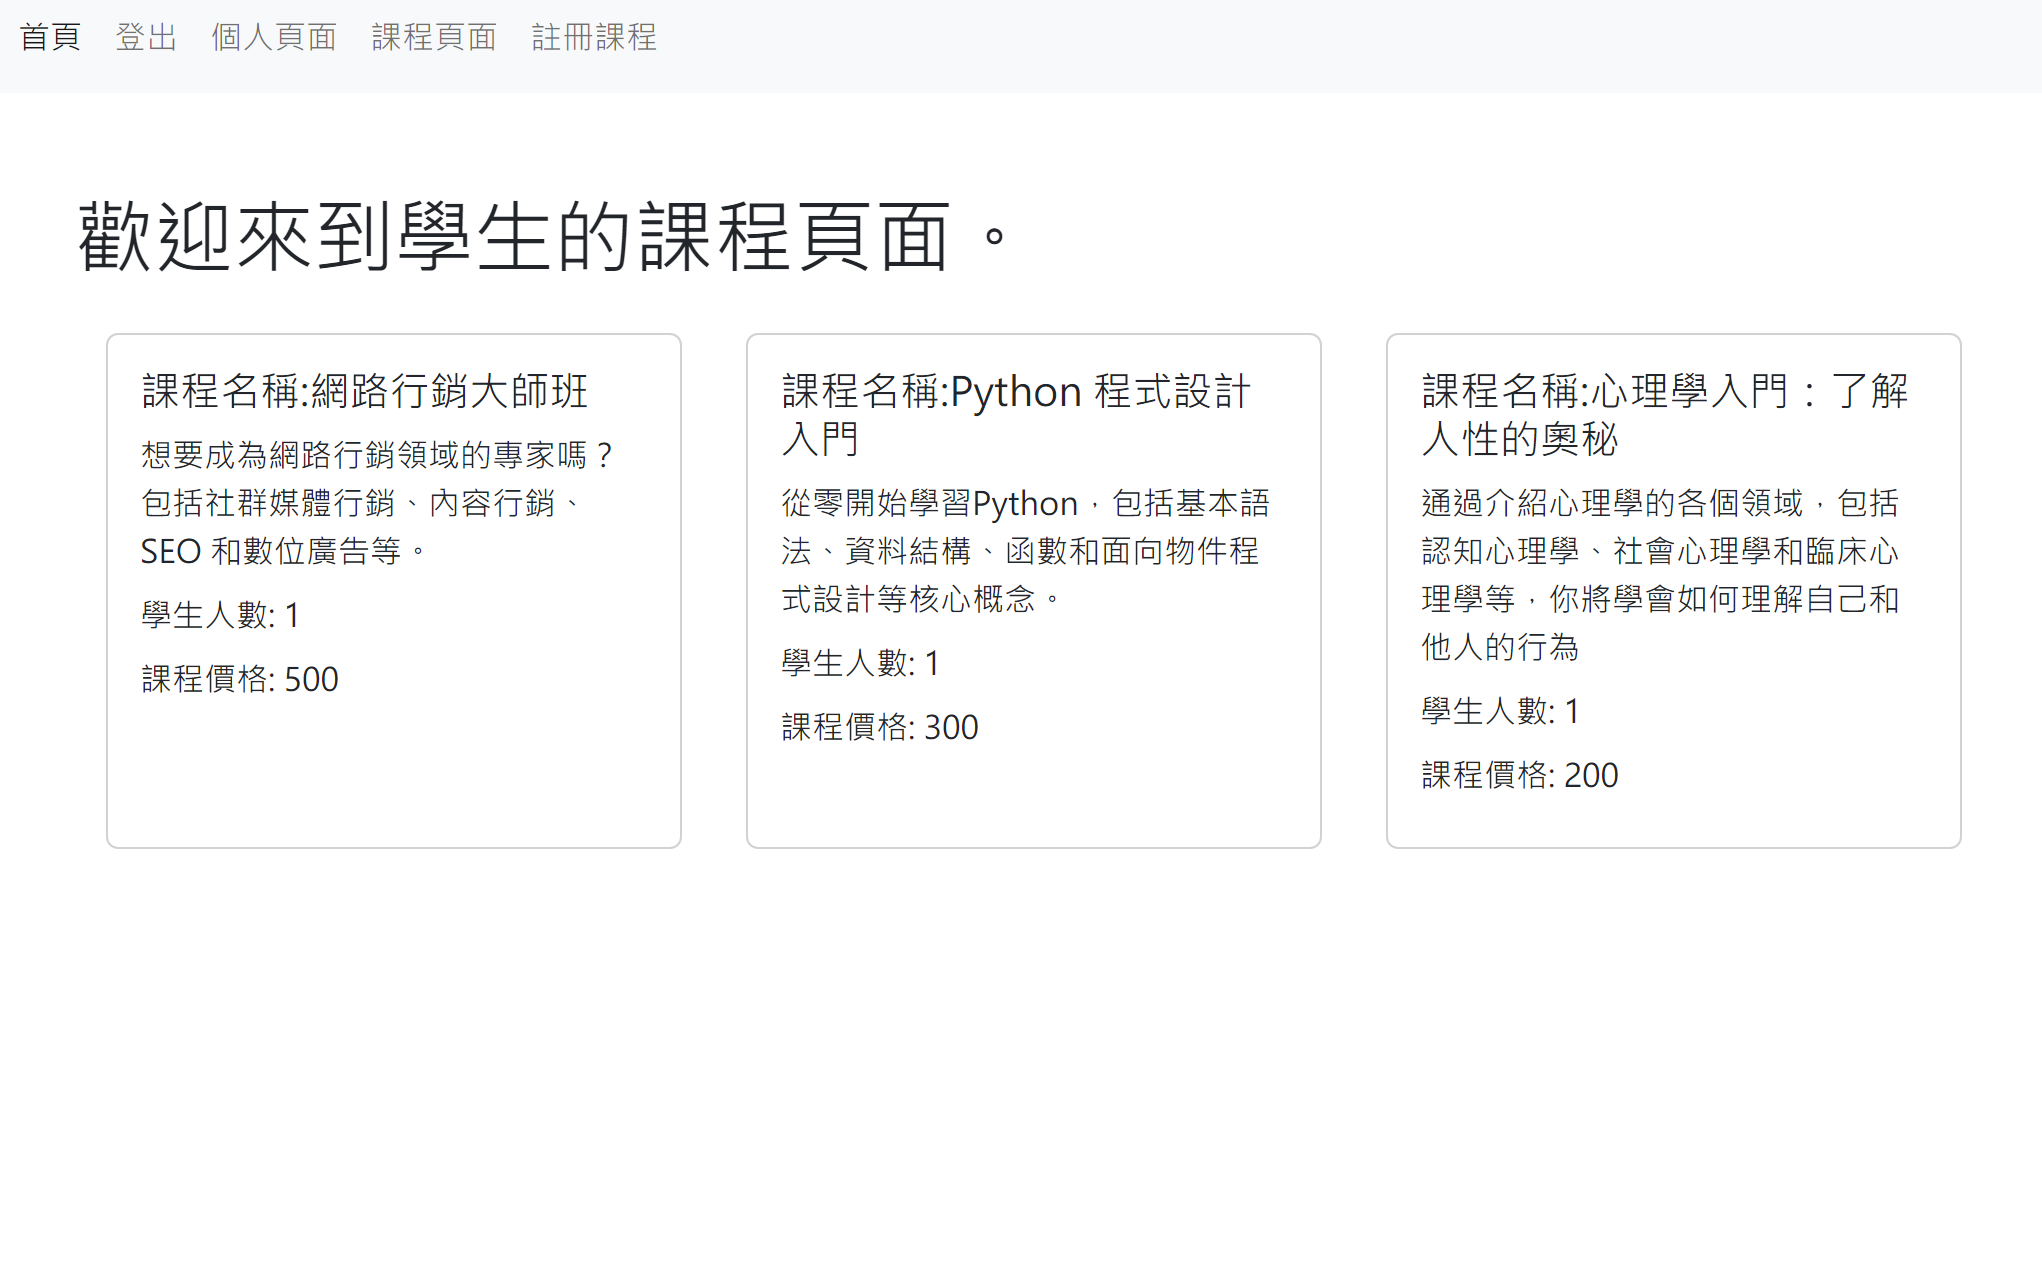 首頁 登出 個人頁面 課程頁面 註冊課程
歡迎來到學生的課程頁面。
課程名稱:網路行銷大師班
想要成為網路行銷領域的專家嗎？
包括社群媒體行銷、內容行銷、
SEO 和數位廣告等。
學生人數: 1
課程價格: 500
課程名稱:Python 程式設計
入門
從零開始學習Python，包括基本語
法、資料結構、函數和面向物件程
式設計等核心概念。
學生人數: 1
課程價格: 300
課程名稱:心理學入門：了解
人性的奧秘
通過介紹心理學的各個領域，包括
認知心理學、社會心理學和臨床心
理學等，你將學會如何理解自己和
他人的行為
學生人數: 1
課程價格: 200